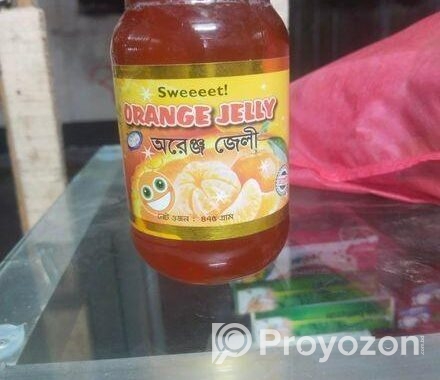 Sweeeet!
ORANGE JELLY
অরেঞ্জ জেলী
নেট ওজন : ৪৭৫ গ্রাম
Proyozon